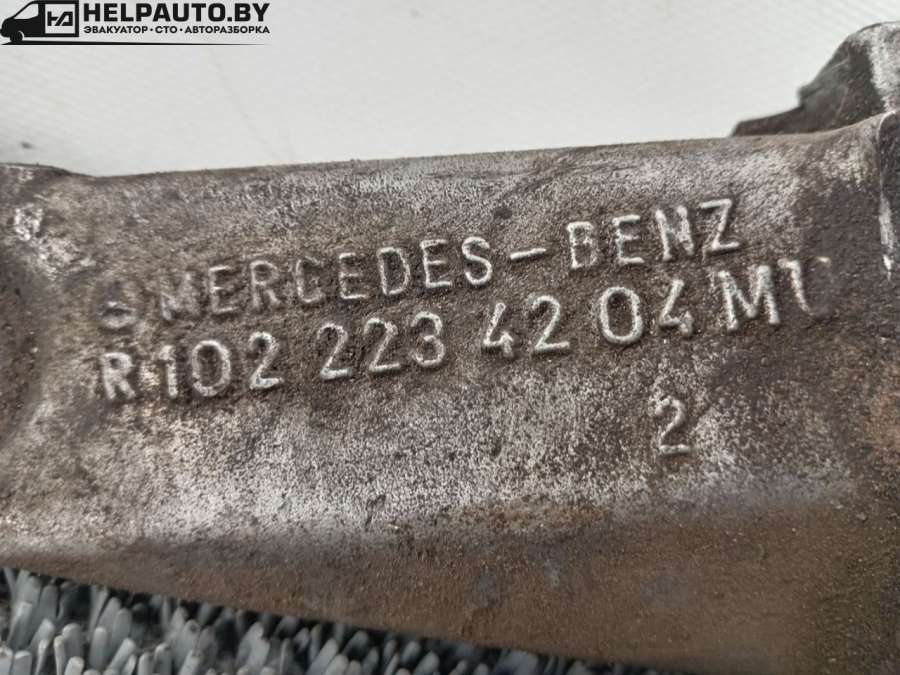 HELPAUTO.BY
ЭВАКУАТОР • СТО • АВТОРАЗБОРКА
MERCEDES-BENZ
R 102 223 42 04
2